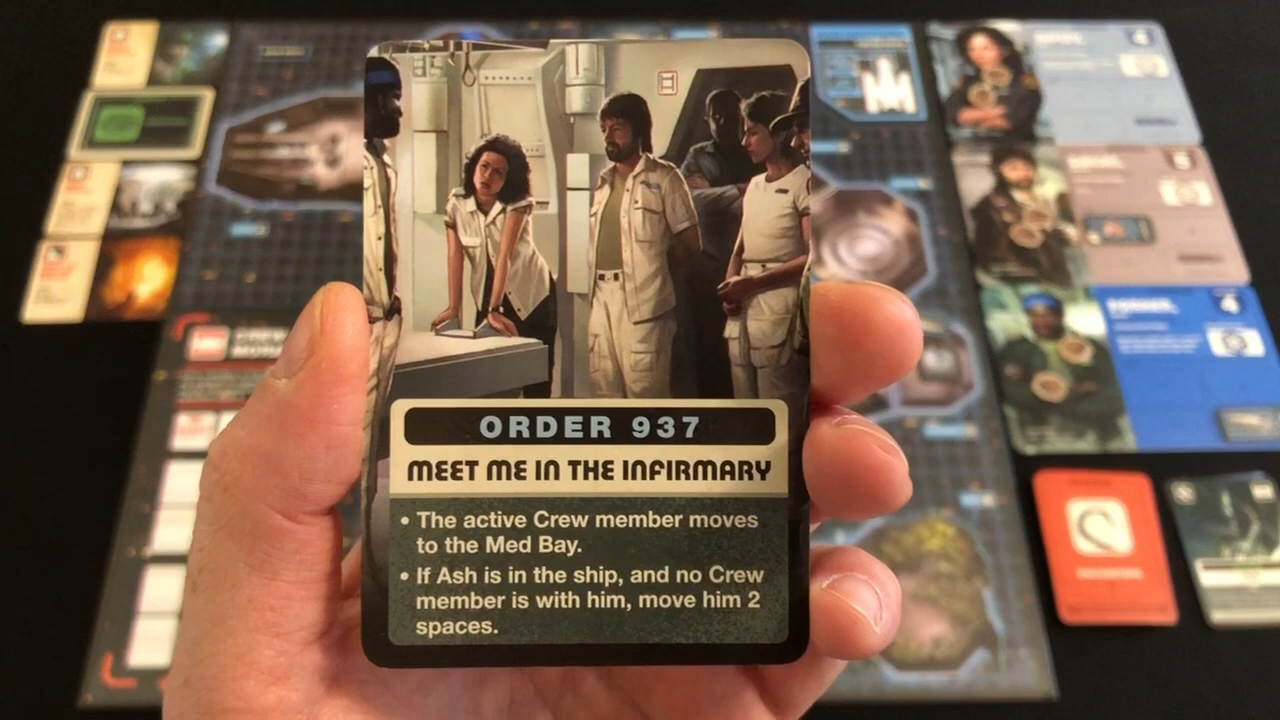 ORDER 937
MEET ME IN THE INFIRMARY
• The active Crew member moves
to the Med Bay.
• If Ash is in the ship, and no Crew
member is with him, move him 2
spaces.